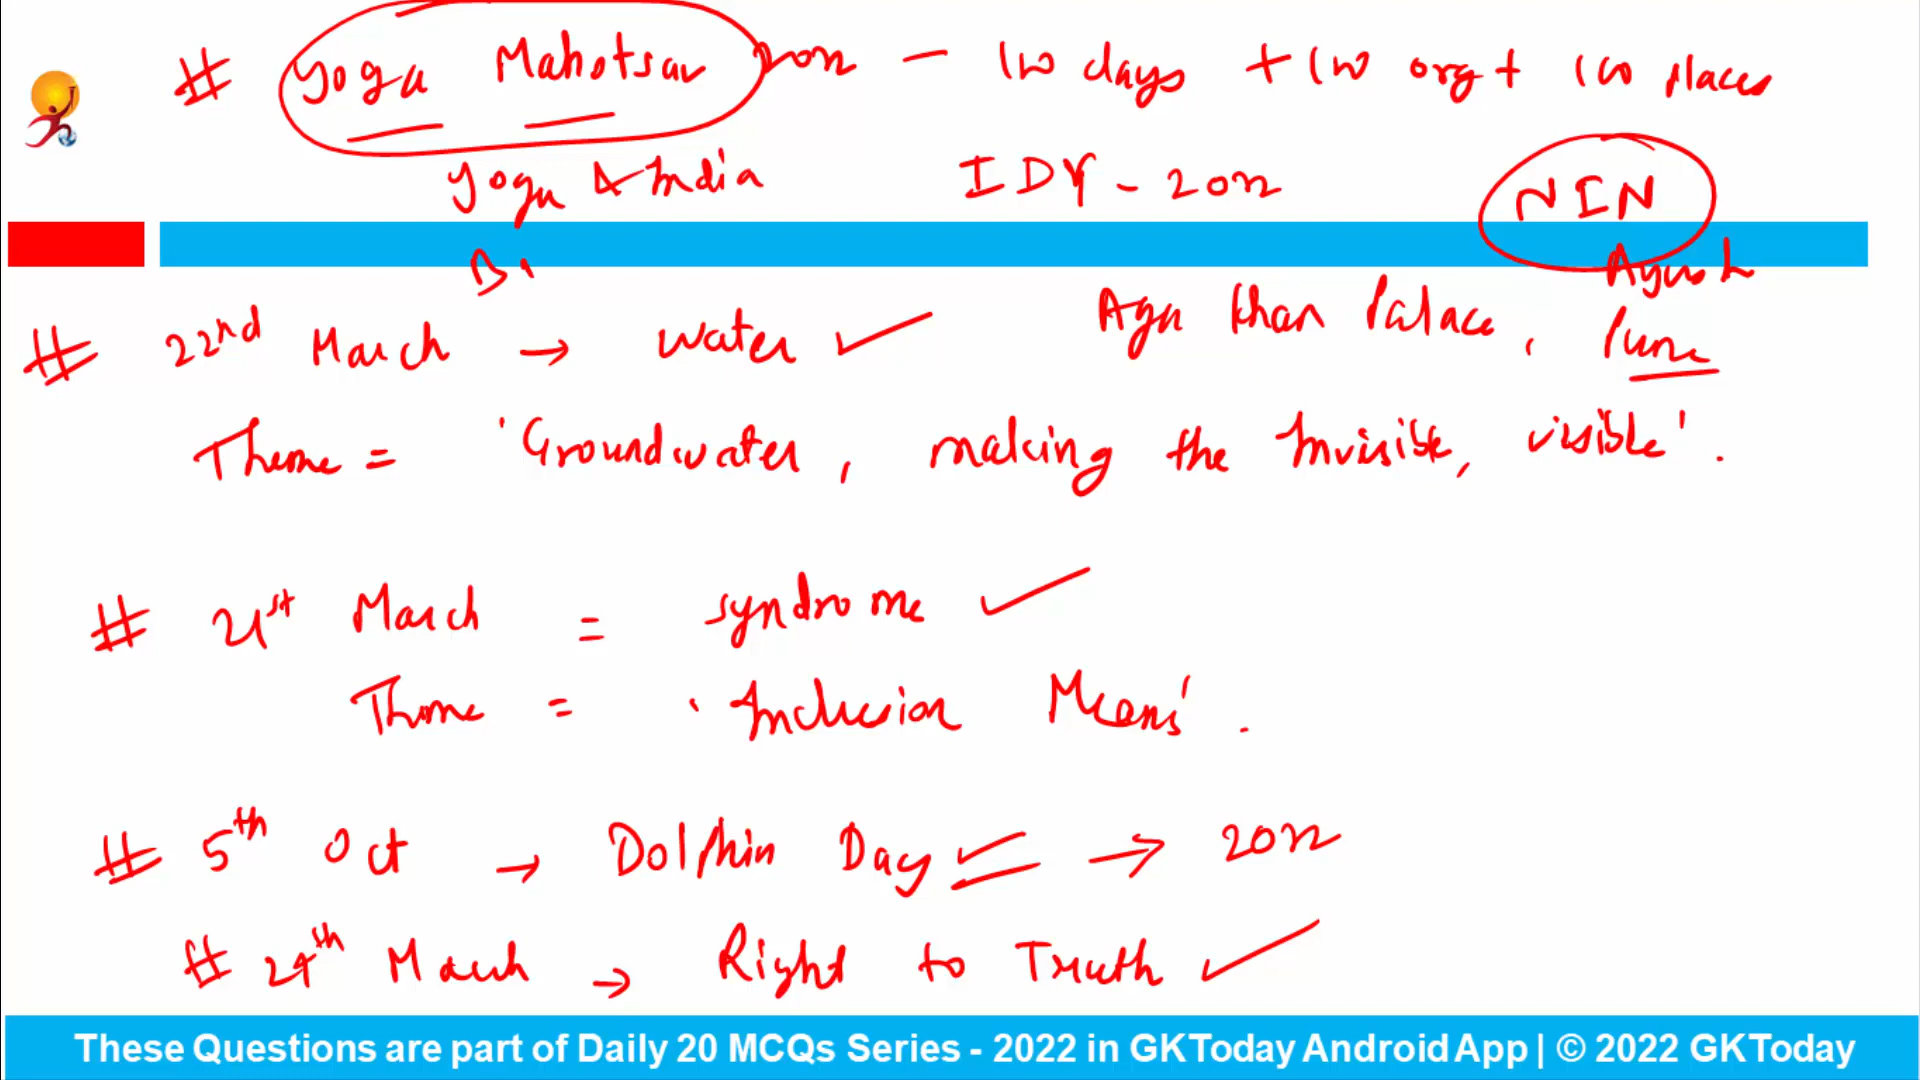 # Yoga Mahotsav 2022 - 100 days + 100 org + 100 places
Yoga 4 India IDY - 2022 NIN
Ayush
# 22nd March → Water ✓ Aga Khan Palace, Pune
Theme = 'Groundwater, making the Invisible, visible'.
# 21st March = syndrome ✓
Theme = 'Inclusion Means'.
# 5th Oct → Dolphin Day ✓ → 2022
# 24th March → Right to Truth ✓
These Questions are part of Daily 20 MCQs Series - 2022 in GKToday Android App | © 2022 GKToday